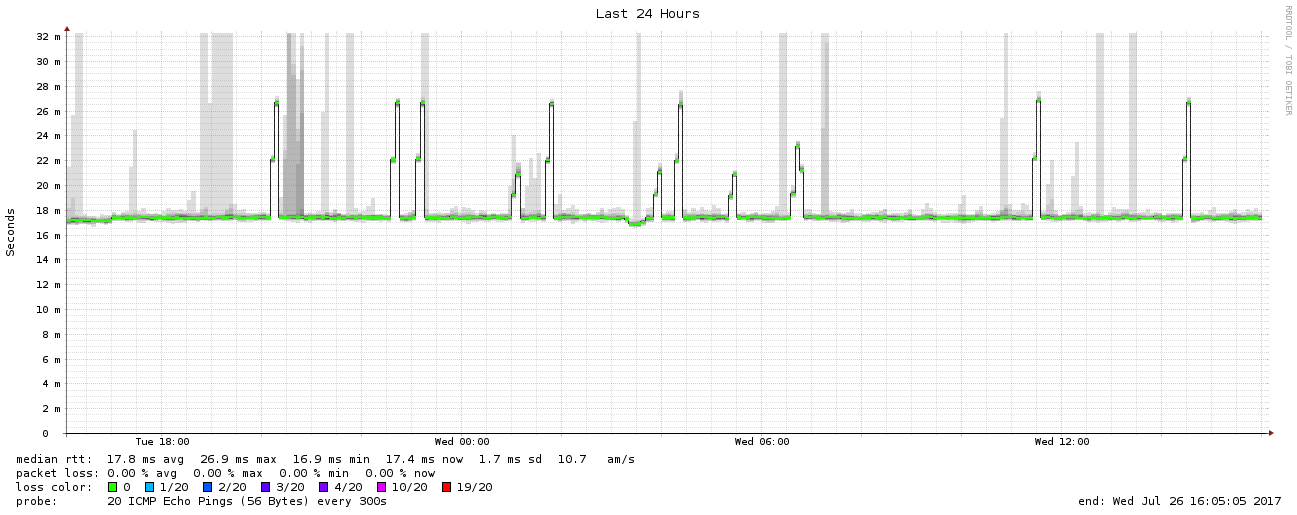 Last 24 Hours
RRDTOOL / TOBI OETIKER
Seconds
32 m
30 m
28 m
26 m
24 m
22 m
20 m
18 m
16 m
14 m
12 m
10 m
8 m
6 m
4 m
2 m
0
Tue 18:00 Wed 00:00 Wed 06:00 Wed 12:00
median rtt: 17.8 ms avg 26.9 ms max 16.9 ms min 17.4 ms now 1.7 ms sd 10.7 am/s
packet loss: 0.00 % avg 0.00 % max 0.00 % min 0.00 % now
loss color: 0 1/20 2/20 3/20 4/20 10/20 19/20
probe: 20 ICMP Echo Pings (56 Bytes) every 300s end: Wed Jul 26 16:05:05 2017